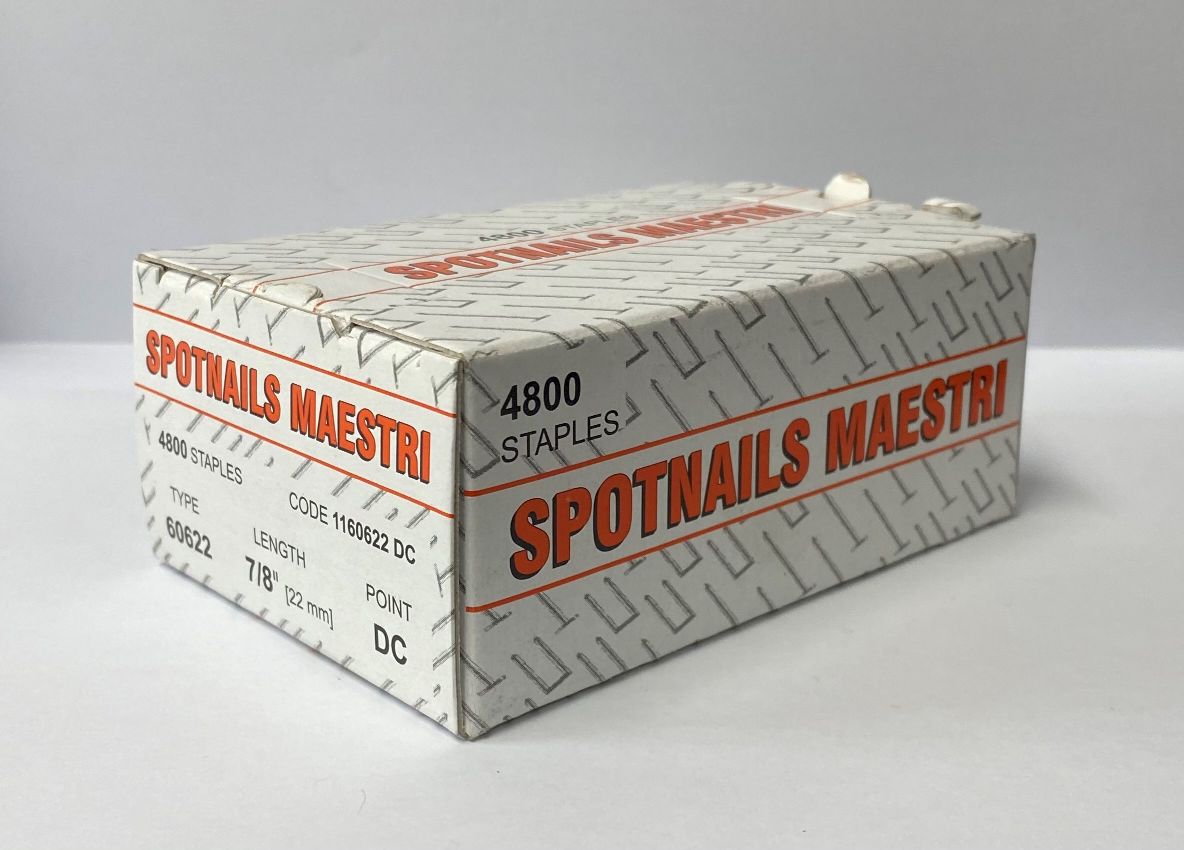 4800 STAPLES
SPOTNAILS MAESTRI
SPOTNAILS MAESTRI
4800 STAPLES
CODE 1160622 DC
TYPE
60622
LENGTH
7/8" [22 mm]
POINT
DC
4800
STAPLES
SPOTNAILS MAESTRI